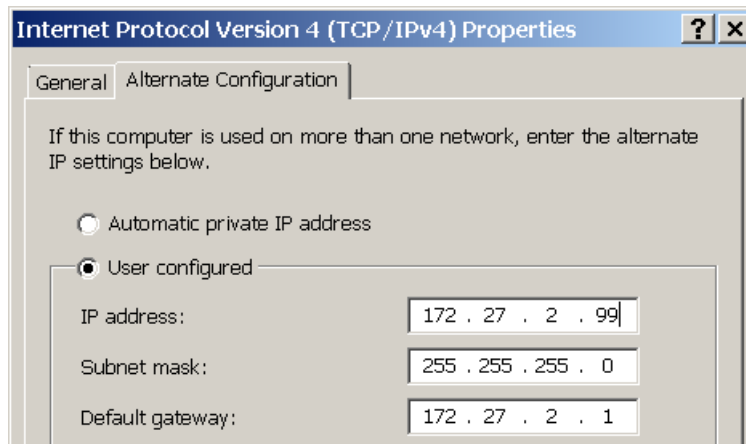 Internet Protocol Version 4 (TCP/IPv4) Properties ? ×
General Alternate Configuration
If this computer is used on more than one network, enter the alternate
IP settings below.
Automatic private IP address
User configured
IP address: 172 . 27 . 2 . 99
Subnet mask: 255 . 255 . 255 . 0
Default gateway: 172 . 27 . 2 . 1